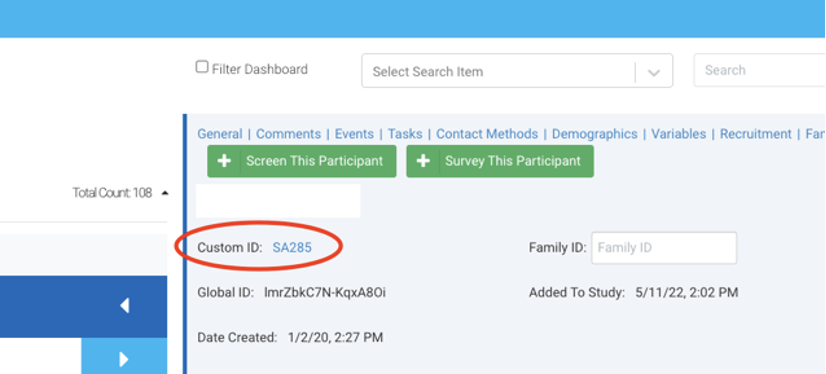 Filter Dashboard
Select Search Item
Search
General | Comments | Events | Tasks | Contact Methods | Demographics | Variables | Recruitment | Fam
+ Screen This Participant
+ Survey This Participant
Total Count: 108
Custom ID: SA285
Family ID: Family ID
Global ID: lmrZbkC7N-KqxA8Oi
Added To Study: 5/11/22, 2:02 PM
Date Created: 1/2/20, 2:27 PM